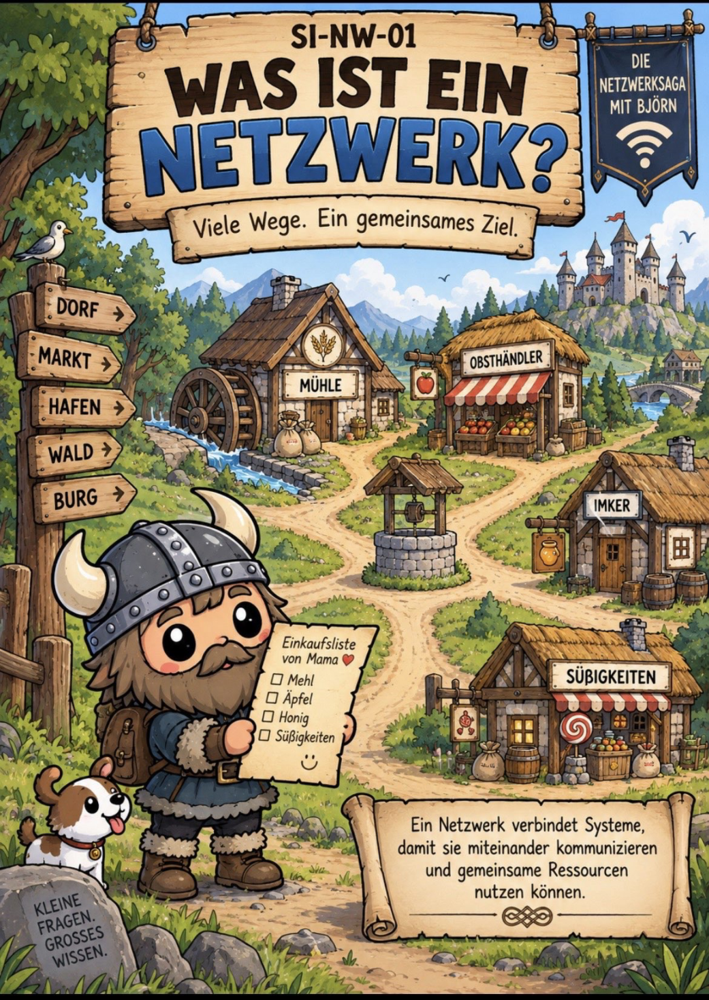 SI-NW-01
WAS IST EIN
NETZWERK?
Viele Wege. Ein gemeinsames Ziel.
DIE
NETZWERKSAGA
MIT BJÖRN
DORF
MARKT
HAFEN
WALD
BURG
MÜHLE
OBSTHÄNDLER
IMKER
SÜßIGKEITEN
Einkaufsliste
von Mama
Mehl
Äpfel
Honig
Süßigkeiten
Ein Netzwerk verbindet Systeme,
damit sie miteinander kommunizieren
und gemeinsame Ressourcen
nutzen können.
KLEINE
FRAGEN.
GROSSES
WISSEN.